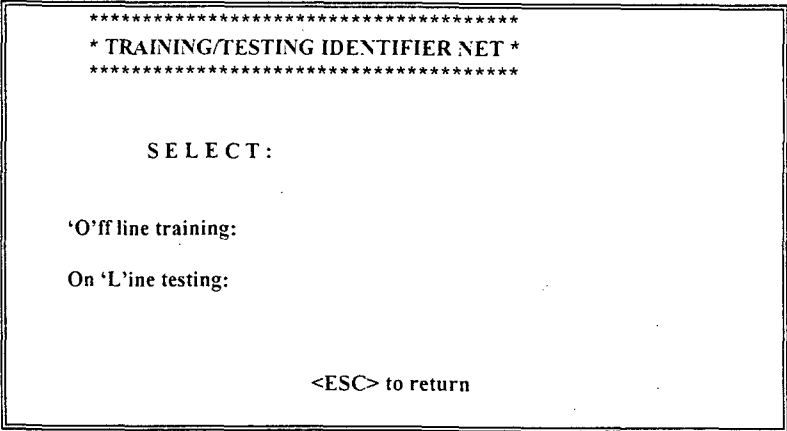 ****************************************
* TRAINING/TESTING IDENTIFIER NET *
****************************************
S E L E C T :
'O'ff line training:
On 'L'ine testing:
<ESC> to return